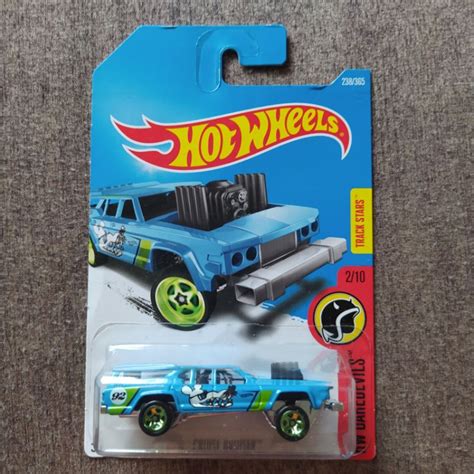 238/365
HOT WHEELS
TRACK STARS
2/10
HW DAREDEVILS
92